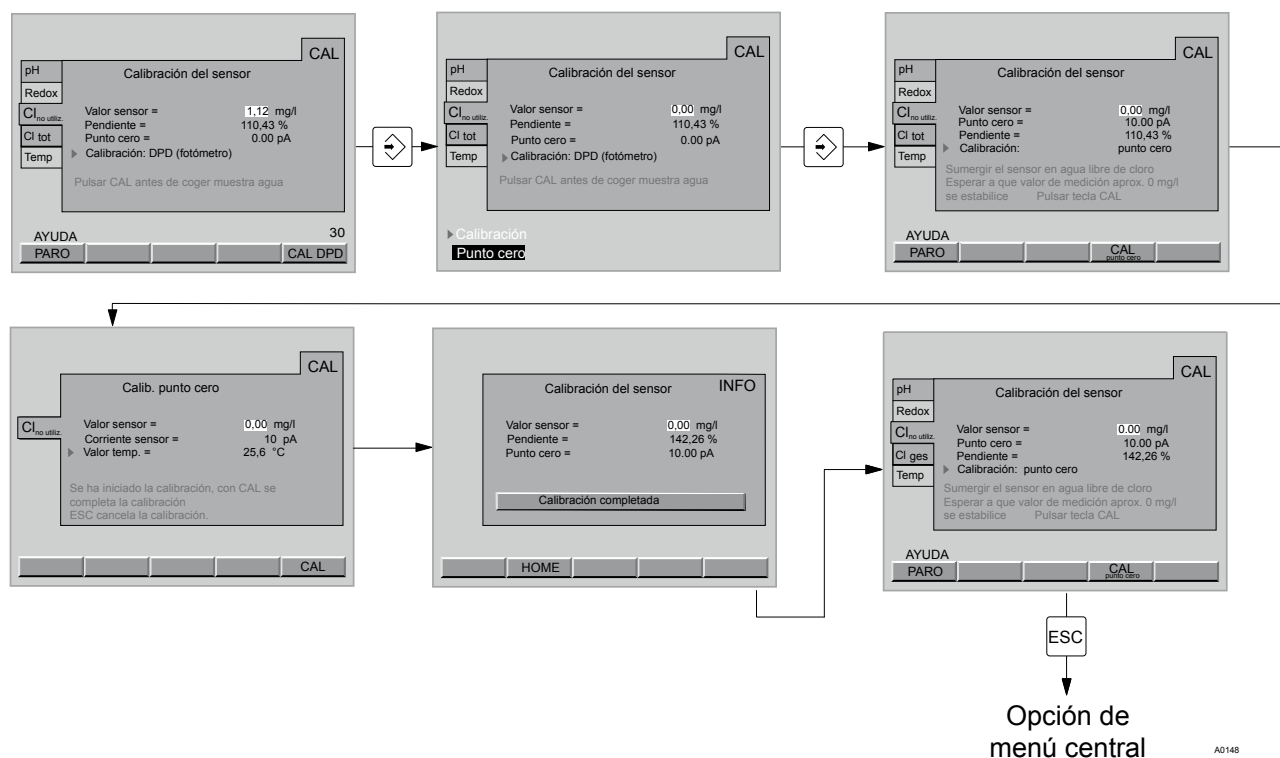 CAL
pH
Redox
Cl no utiliz.
Cl tot
Temp
Calibración del sensor
Valor sensor = 1,12 mg/l
Pendiente = 110,43 %
Punto cero = 0.00 pA
Calibración: DPD (fotómetro)
Pulsar CAL antes de coger muestra agua
AYUDA 30
PARO CAL DPD
CAL
pH
Redox
Cl no utiliz.
Cl tot
Temp
Calibración del sensor
Valor sensor = 0,00 mg/l
Pendiente = 110,43 %
Punto cero = 0.00 pA
Calibración: DPD (fotómetro)
Pulsar CAL antes de coger muestra agua
Calibración
Punto cero
CAL
pH
Redox
Cl no utiliz.
Cl tot
Temp
Calibración del sensor
Valor sensor = 0,00 mg/l
Punto cero = 10.00 pA
Pendiente = 110,43 %
Calibración: punto cero
Sumergir el sensor en agua libre de cloro
Esperar a que valor de medición aprox. 0 mg/l
se estabilice Pulsar tecla CAL
AYUDA
PARO CAL
punto cero
CAL
Calib. punto cero
Cl no utiliz.
Valor sensor = 0,00 mg/l
Corriente sensor = 10 pA
Valor temp. = 25,6 °C
Se ha iniciado la calibración, con CAL se
completa la calibración
ESC cancela la calibración.
CAL
Calibración del sensor INFO
Valor sensor = 0,00 mg/l
Pendiente = 142,26 %
Punto cero = 10.00 pA
Calibración completada
HOME
CAL
pH
Redox
Cl no utiliz.
Cl ges
Temp
Calibración del sensor
Valor sensor = 0.00 mg/l
Punto cero = 10.00 pA
Pendiente = 142,26 %
Calibración: punto cero
Sumergir el sensor en agua libre de cloro
Esperar a que valor de medición aprox. 0 mg/l
se estabilice Pulsar tecla CAL
AYUDA
PARO CAL
punto cero
ESC
Opción de
menú central
A0148